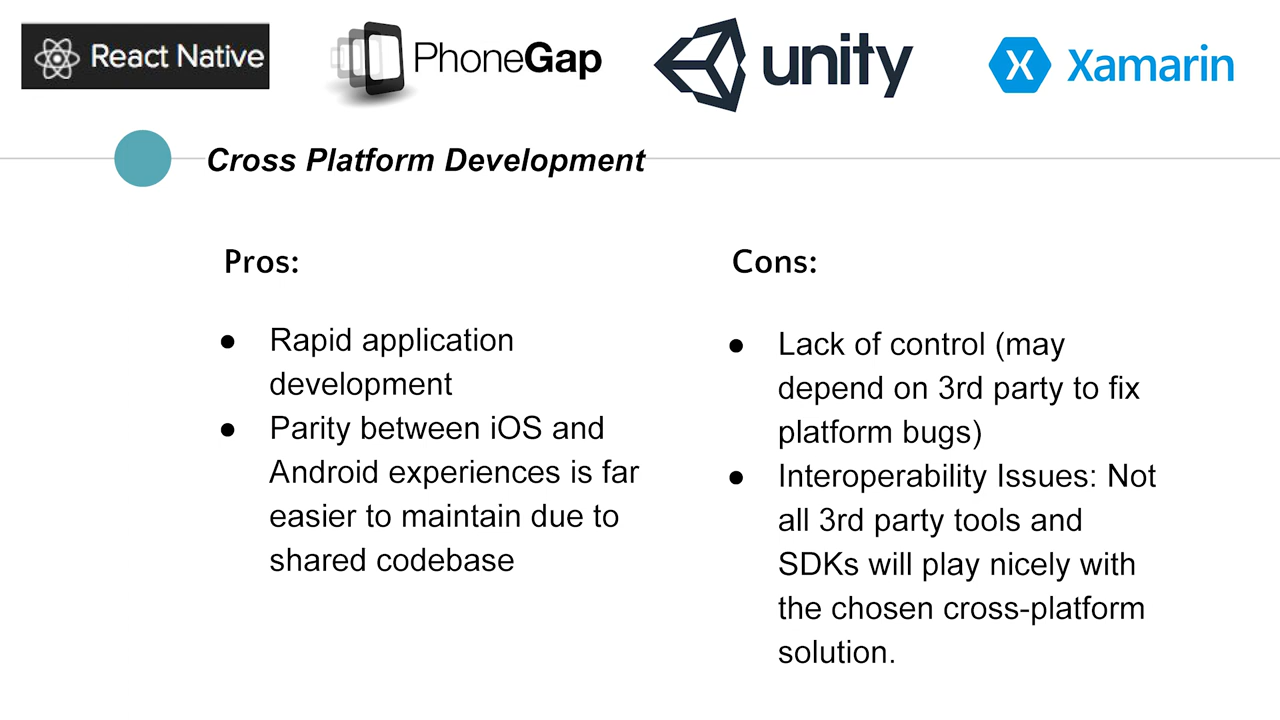 React Native
PhoneGap
unity
X Xamarin
Cross Platform Development
Pros:
● Rapid application
development
● Parity between iOS and
Android experiences is far
easier to maintain due to
shared codebase
Cons:
● Lack of control (may
depend on 3rd party to fix
platform bugs)
● Interoperability Issues: Not
all 3rd party tools and
SDKs will play nicely with
the chosen cross-platform
solution.